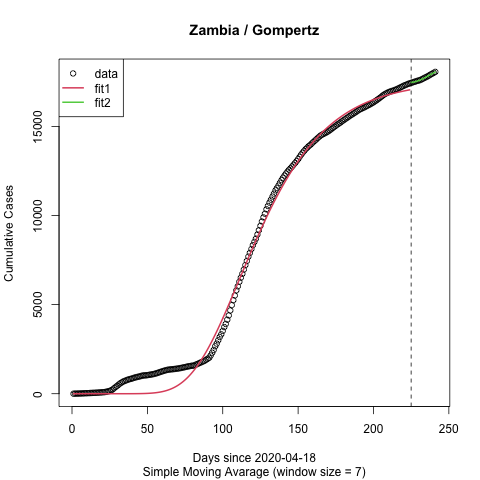 Zambia / Gompertz
data
fit1
fit2
Cumulative Cases
15000
10000
5000
0
0 50 100 150 200 250
Days since 2020-04-18
Simple Moving Avarage (window size = 7)